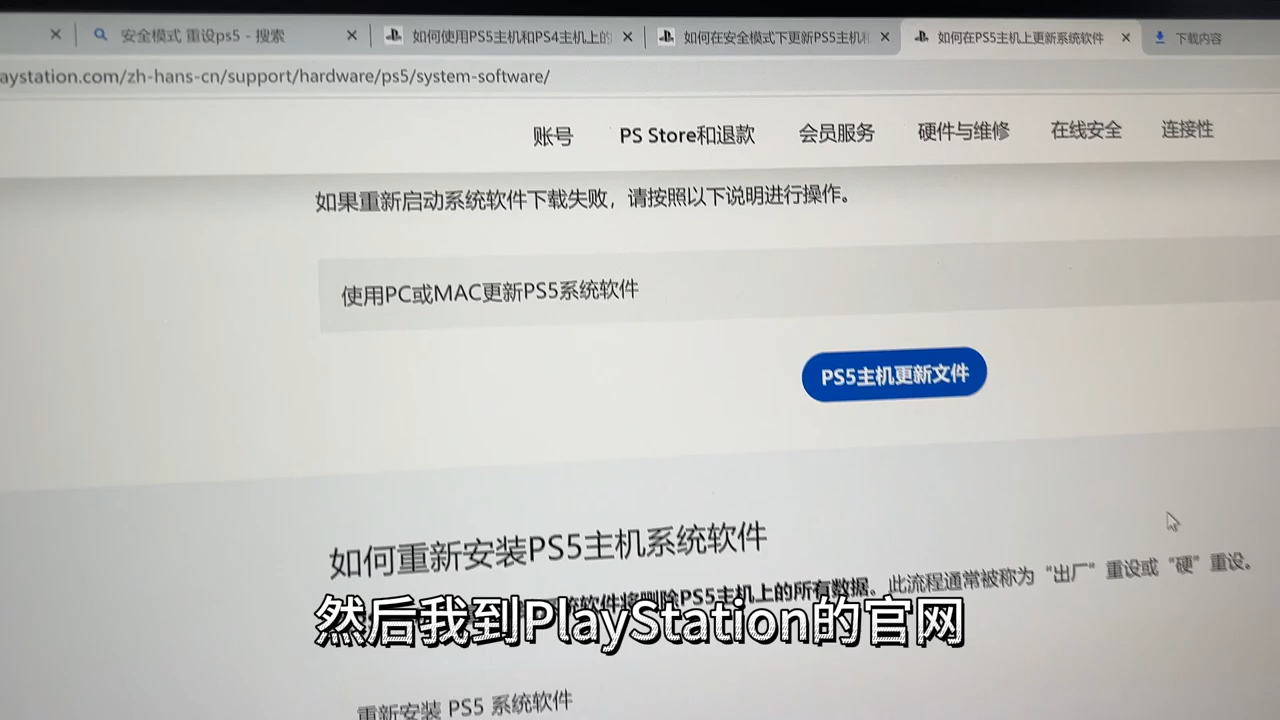 安全模式 重设ps5 - 搜索
如何使用PS5主机和PS4主机上的
如何在安全模式下更新PS5主机和
如何在PS5主机上更新系统软件
下载内容
aystation.com/zh-hans-cn/support/hardware/ps5/system-software/
账号 PS Store和退款 会员服务 硬件与维修 在线安全 连接性
如果重新启动系统软件下载失败，请按照以下说明进行操作。
使用PC或MAC更新PS5系统软件
PS5主机更新文件
如何重新安装PS5主机系统软件
统软件将删除PS5主机上的所有数据。此流程通常被称为“出厂”重设或“硬”重设。
然后我到PlayStation的官网
重新安装 PS5 系统软件